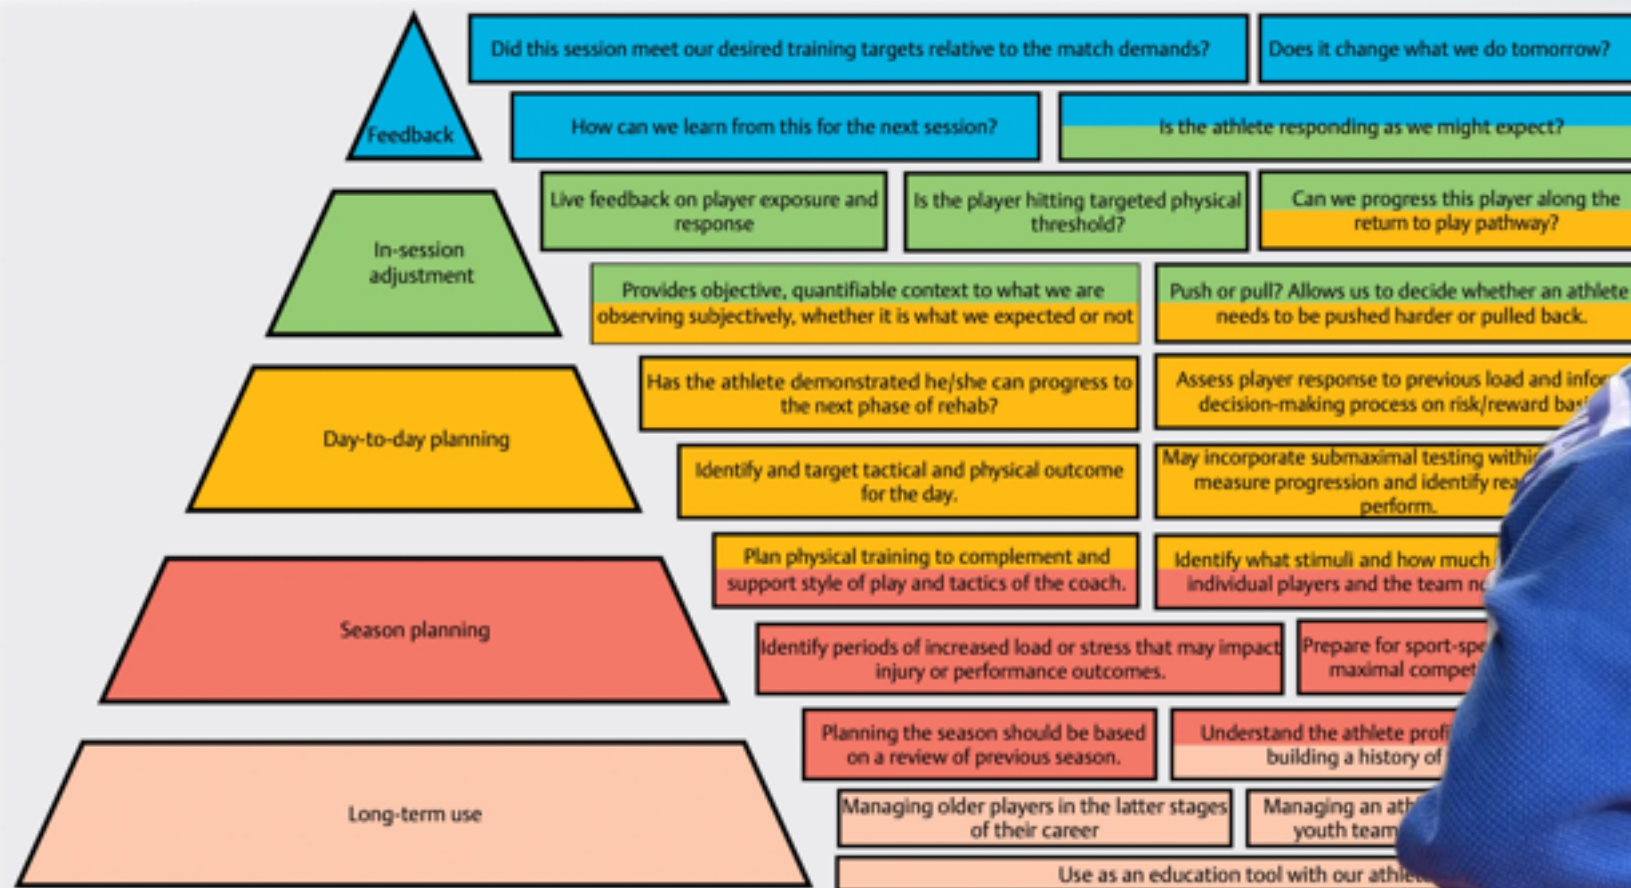 Did this session meet our desired training targets relative to the match demands?
Does it change what we do tomorrow?
Feedback
How can we learn from this for the next session?
Is the athlete responding as we might expect?
In-session
adjustment
Live feedback on player exposure and
response
Is the player hitting targeted physical
threshold?
Can we progress this player along the
return to play pathway?
Provides objective, quantifiable context to what we are
observing subjectively, whether it is what we expected or not
Push or pull? Allows us to decide whether an athlete
needs to be pushed harder or pulled back.
Day-to-day planning
Has the athlete demonstrated he/she can progress to
the next phase of rehab?
Assess player response to previous load and
decision-making process on risk/reward
Identify and target tactical and physical outcome
for the day.
May incorporate submaximal testing
measure progression and identify
perform.
Season planning
Plan physical training to complement and
support style of play and tactics of the coach.
Identify what stimuli and how much
individual players and the team
Identify periods of increased load or stress that may impact
injury or performance outcomes.
Prepare for
maximal
Planning the season should be based
on a review of previous season.
Understand the athlete
building a history of
Long-term use
Managing older players in the latter stages
of their career
Managing an
youth team
Use as an education tool with our